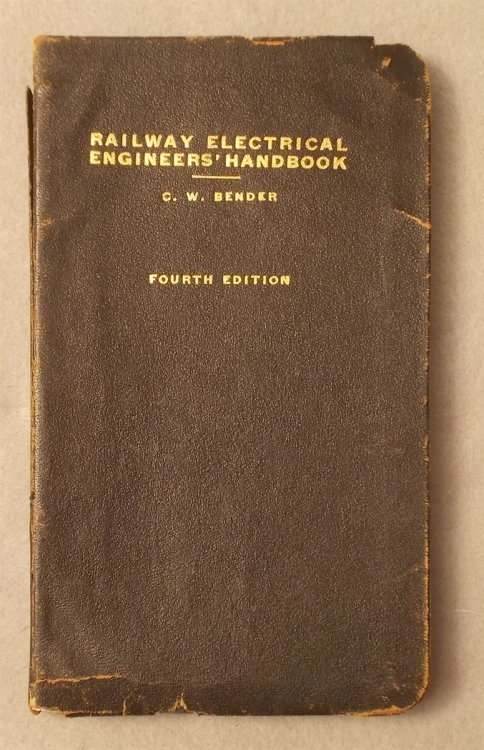 RAILWAY ELECTRICAL
ENGINEERS' HANDBOOK
C. W. BENDER
FOURTH EDITION